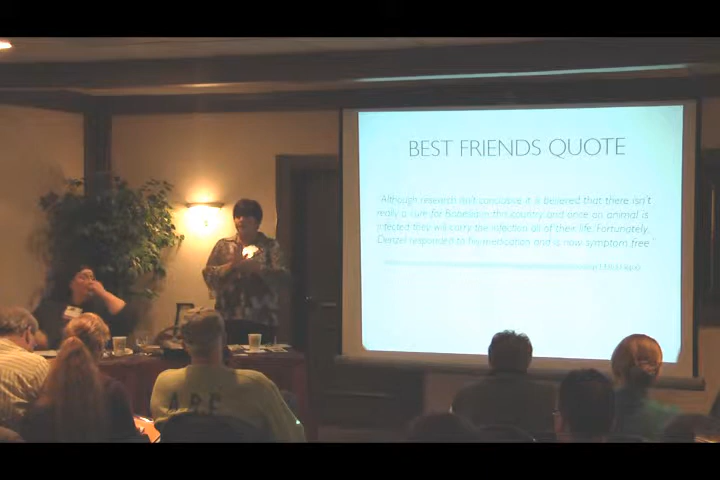 BEST FRIENDS QUOTE
"Although research isn't conclusive it is believed that there isn't
really a cure for Babesia in this country and once an animal is
infected they will carry the infection all of their life. Fortunately,
Denzel responded to his medication and is now symptom free."